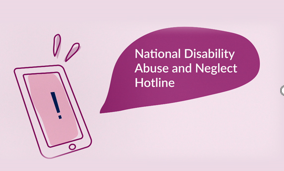 !
National Disability
Abuse and Neglect
Hotline